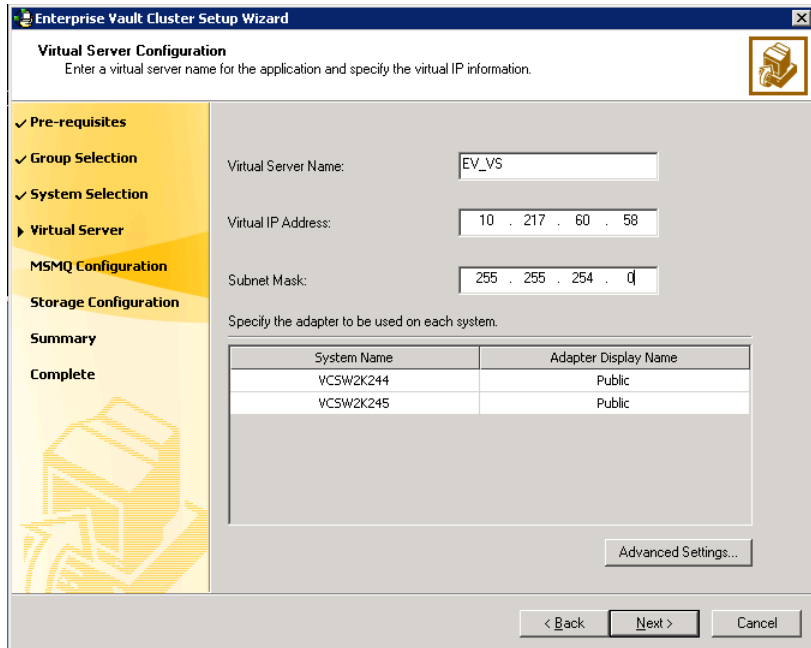 Enterprise Vault Cluster Setup Wizard
Virtual Server Configuration
Enter a virtual server name for the application and specify the virtual IP information.
Pre-requisites
Group Selection
System Selection
Virtual Server
MSMQ Configuration
Storage Configuration
Summary
Complete
Virtual Server Name: EV_VS
Virtual IP Address: 10 . 217 . 60 . 58
Subnet Mask: 255 . 255 . 254 . 0
Specify the adapter to be used on each system.
System Name Adapter Display Name
VCSW2K244 Public
VCSW2K245 Public
Advanced Settings...
< Back Next > Cancel